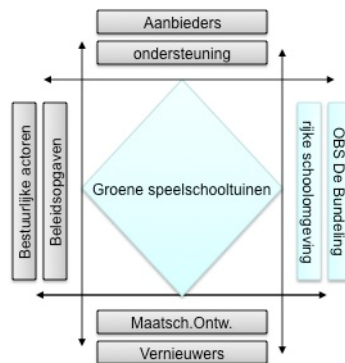 Aanbieders
ondersteuning
Bestuurlijke actoren
Beleidsopgaven
Groene speelschooltuinen
rijke schoolomgeving
OBS De Bundeling
Maatsch.Ontw.
Vernieuwers